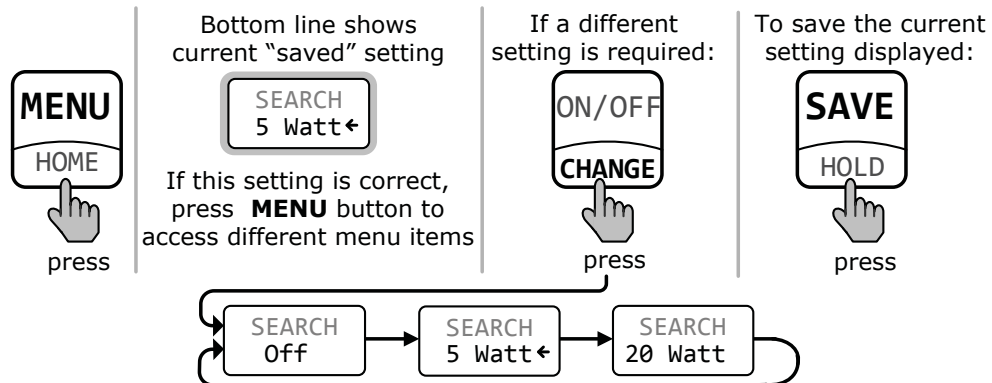 MENU
HOME
press
Bottom line shows
current “saved” setting
SEARCH
5 Watt←
If this setting is correct,
press MENU button to
access different menu items
If a different
setting is required:
ON/OFF
CHANGE
press
To save the current
setting displayed:
SAVE
HOLD
press
SEARCH
Off
SEARCH
5 Watt←
SEARCH
20 Watt